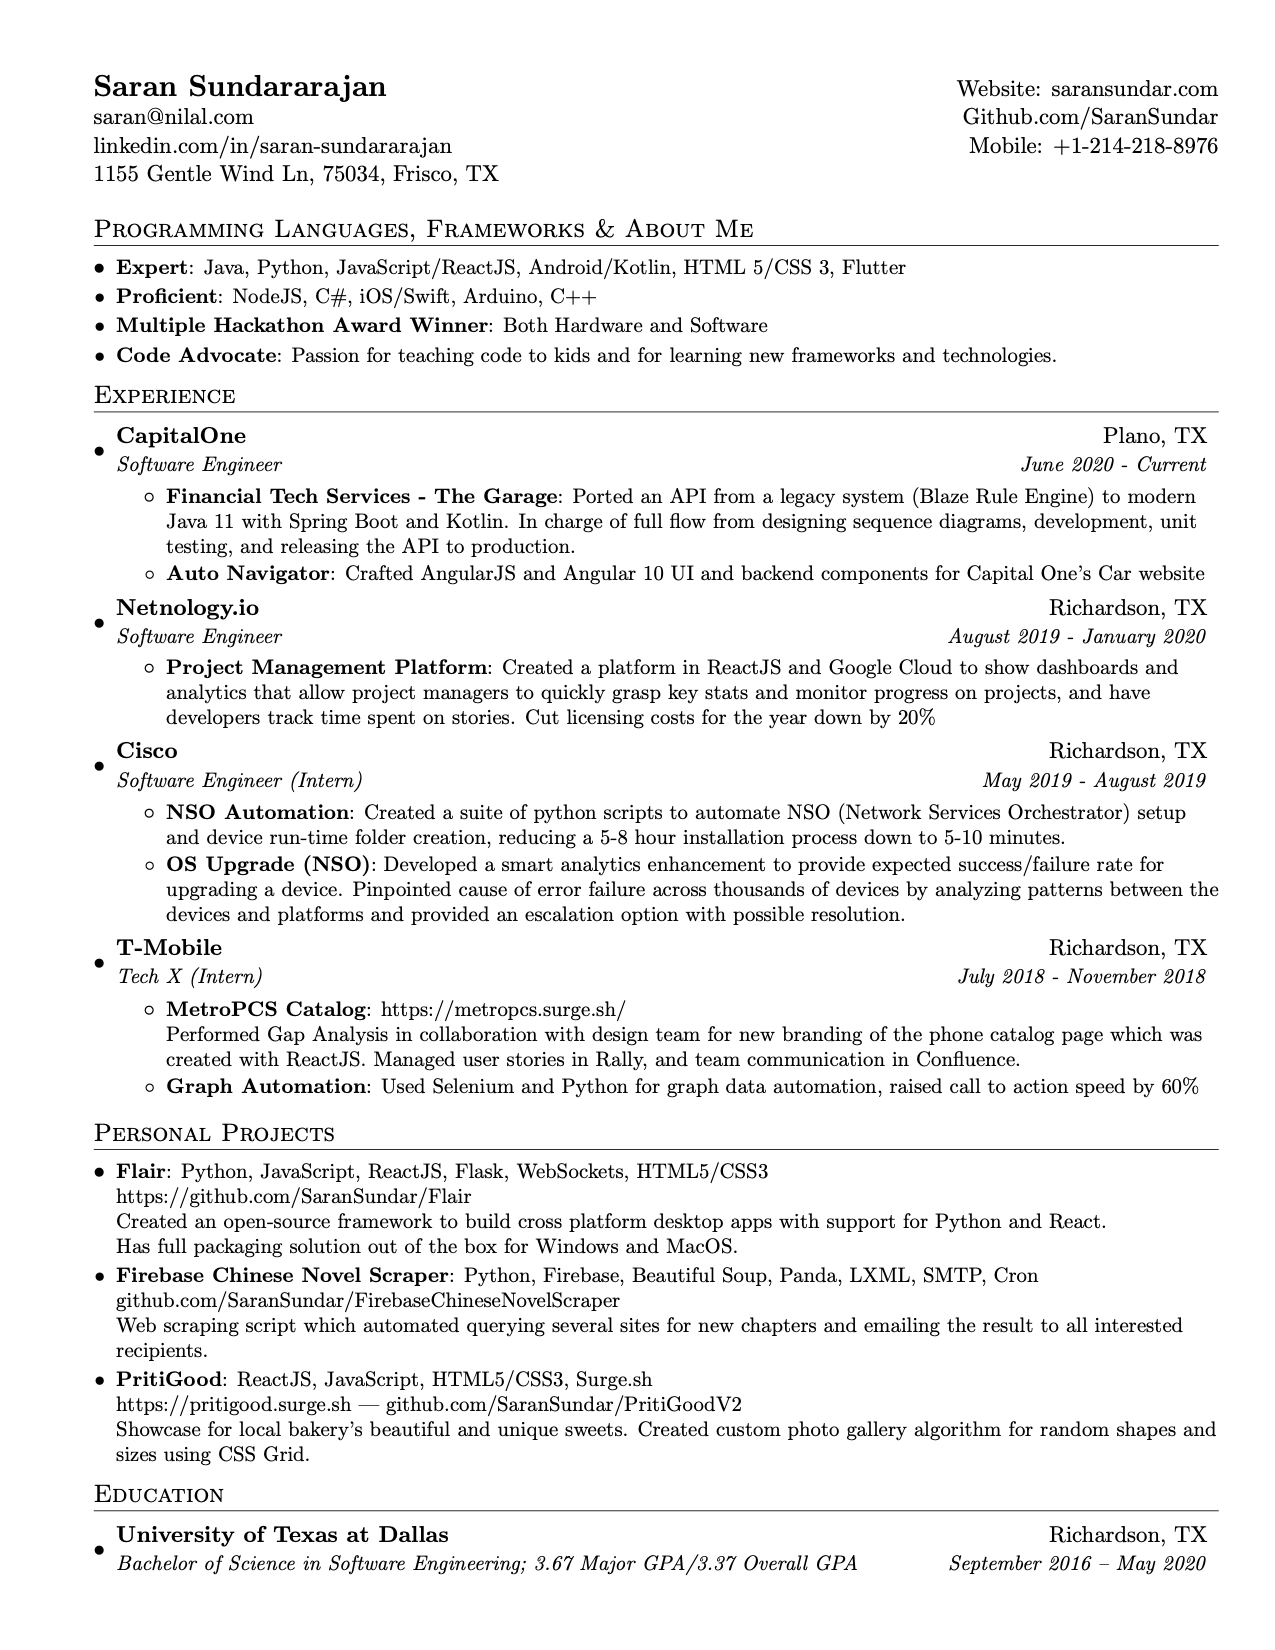 Saran Sundararajan
Website: saransundar.com
saran@nilal.com
Github.com/SaranSundar
linkedin.com/in/saran-sundararajan
Mobile: +1-214-218-8976
1155 Gentle Wind Ln, 75034, Frisco, TX
Programming Languages, Frameworks & About Me
• Expert: Java, Python, JavaScript/ReactJS, Android/Kotlin, HTML 5/CSS 3, Flutter
• Proficient: NodeJS, C#, iOS/Swift, Arduino, C++
• Multiple Hackathon Award Winner: Both Hardware and Software
• Code Advocate: Passion for teaching code to kids and for learning new frameworks and technologies.
Experience
• CapitalOne
Plano, TX
Software Engineer
June 2020 - Current
◦ Financial Tech Services - The Garage: Ported an API from a legacy system (Blaze Rule Engine) to modern
Java 11 with Spring Boot and Kotlin. In charge of full flow from designing sequence diagrams, development, unit
testing, and releasing the API to production.
◦ Auto Navigator: Crafted AngularJS and Angular 10 UI and backend components for Capital One's Car website
• Netnology.io
Richardson, TX
Software Engineer
August 2019 - January 2020
◦ Project Management Platform: Created a platform in ReactJS and Google Cloud to show dashboards and
analytics that allow project managers to quickly grasp key stats and monitor progress on projects, and have
developers track time spent on stories. Cut licensing costs for the year down by 20%
• Cisco
Richardson, TX
Software Engineer (Intern)
May 2019 - August 2019
◦ NSO Automation: Created a suite of python scripts to automate NSO (Network Services Orchestrator) setup
and device run-time folder creation, reducing a 5-8 hour installation process down to 5-10 minutes.
◦ OS Upgrade (NSO): Developed a smart analytics enhancement to provide expected success/failure rate for
upgrading a device. Pinpointed cause of error failure across thousands of devices by analyzing patterns between the
devices and platforms and provided an escalation option with possible resolution.
• T-Mobile
Richardson, TX
Tech X (Intern)
July 2018 - November 2018
◦ MetroPCS Catalog: https://metropcs.surge.sh/
Performed Gap Analysis in collaboration with design team for new branding of the phone catalog page which was
created with ReactJS. Managed user stories in Rally, and team communication in Confluence.
◦ Graph Automation: Used Selenium and Python for graph data automation, raised call to action speed by 60%
Personal Projects
• Flair: Python, JavaScript, ReactJS, Flask, WebSockets, HTML5/CSS3
https://github.com/SaranSundar/Flair
Created an open-source framework to build cross platform desktop apps with support for Python and React.
Has full packaging solution out of the box for Windows and MacOS.
• Firebase Chinese Novel Scraper: Python, Firebase, Beautiful Soup, Panda, LXML, SMTP, Cron
github.com/SaranSundar/FirebaseChineseNovelScraper
Web scraping script which automated querying several sites for new chapters and emailing the result to all interested
recipients.
• PritiGood: ReactJS, JavaScript, HTML5/CSS3, Surge.sh
https://pritigood.surge.sh — github.com/SaranSundar/PritiGoodV2
Showcase for local bakery's beautiful and unique sweets. Created custom photo gallery algorithm for random shapes and
sizes using CSS Grid.
Education
• University of Texas at Dallas
Richardson, TX
Bachelor of Science in Software Engineering; 3.67 Major GPA/3.37 Overall GPA
September 2016 – May 2020